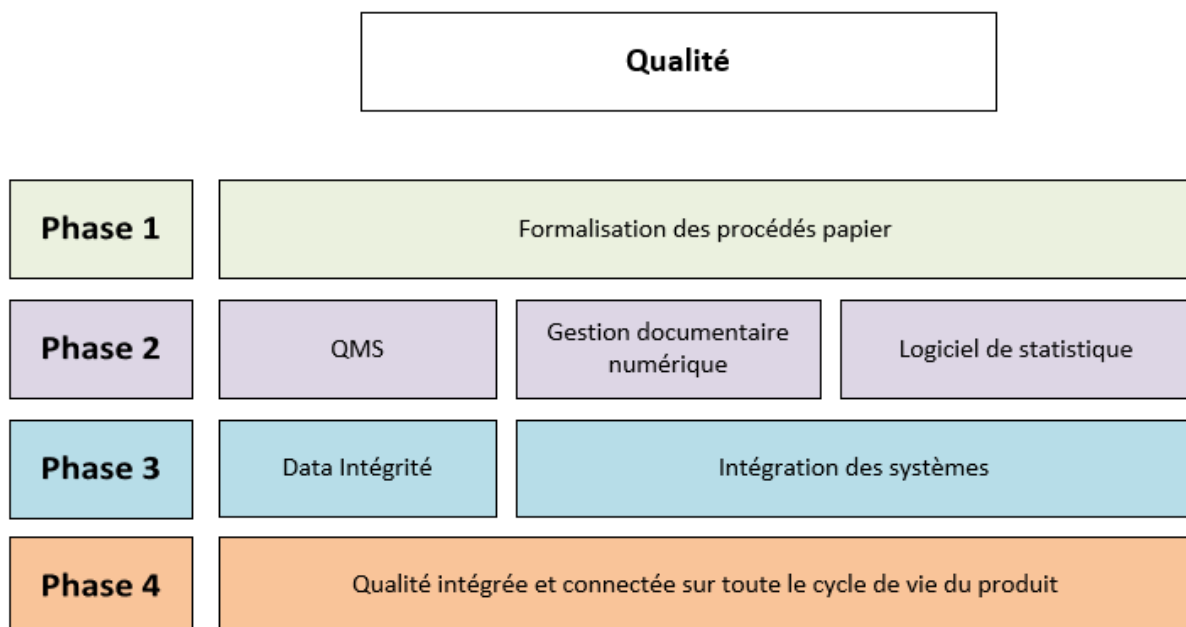 Qualité
Phase 1
Formalisation des procédés papier
Phase 2
QMS
Gestion documentaire
numérique
Logiciel de statistique
Phase 3
Data Intégrité
Intégration des systèmes
Phase 4
Qualité intégrée et connectée sur toute le cycle de vie du produit